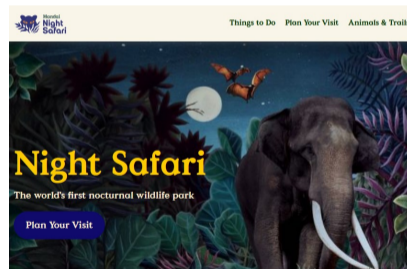 Mandai
Night
Safari
Things to Do
Plan Your Visit
Animals & Trail
Night Safari
The world's first nocturnal wildlife park
Plan Your Visit